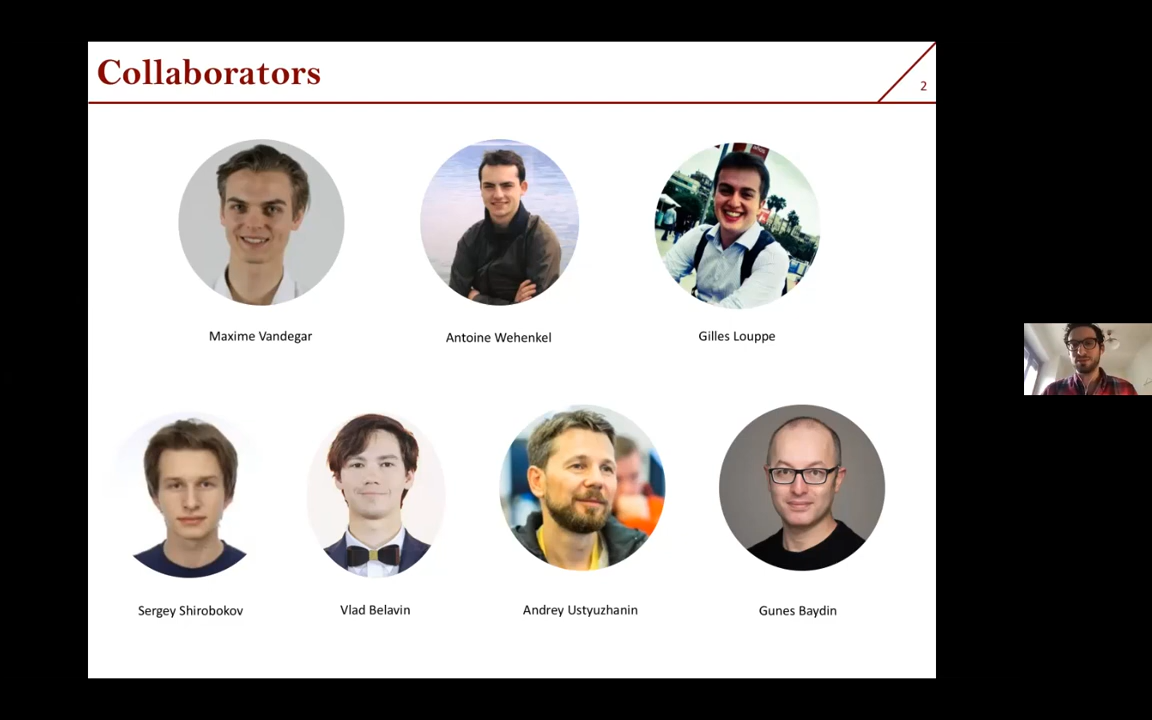 Collaborators
2
Maxime Vandegar
Antoine Wehenkel
Gilles Louppe
Sergey Shirobokov
Vlad Belavin
Andrey Ustyuzhanin
Gunes Baydin